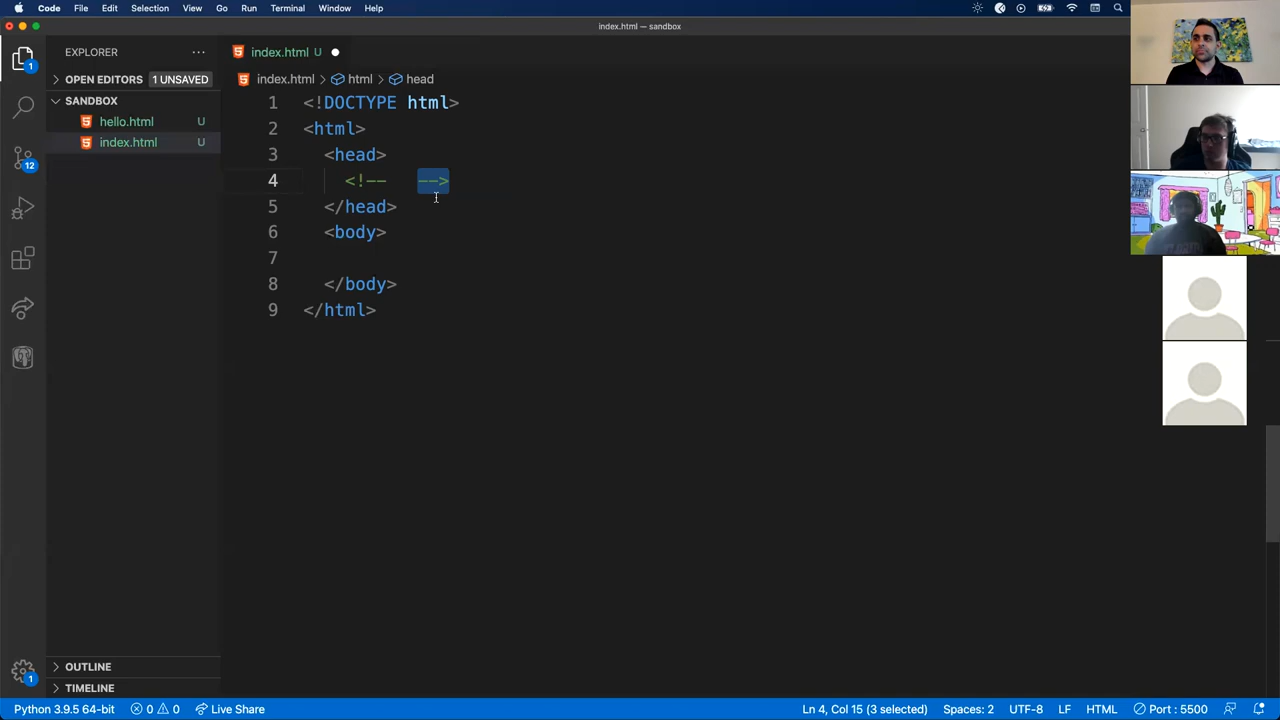 Code File Edit Selection View Go Run Terminal Window Help
index.html — sandbox
EXPLORER
index.html U
OPEN EDITORS 1 UNSAVED
index.html > html > head
SANDBOX
hello.html U
index.html U
1 <!DOCTYPE html>
2 <html>
3 <head>
4 <!-- -->
5 </head>
6 <body>
7
8 </body>
9 </html>
1
12
OUTLINE
TIMELINE
1
Python 3.9.5 64-bit 0 0 Live Share Ln 4, Col 15 (3 selected) Spaces: 2 UTF-8 LF HTML Port : 5500